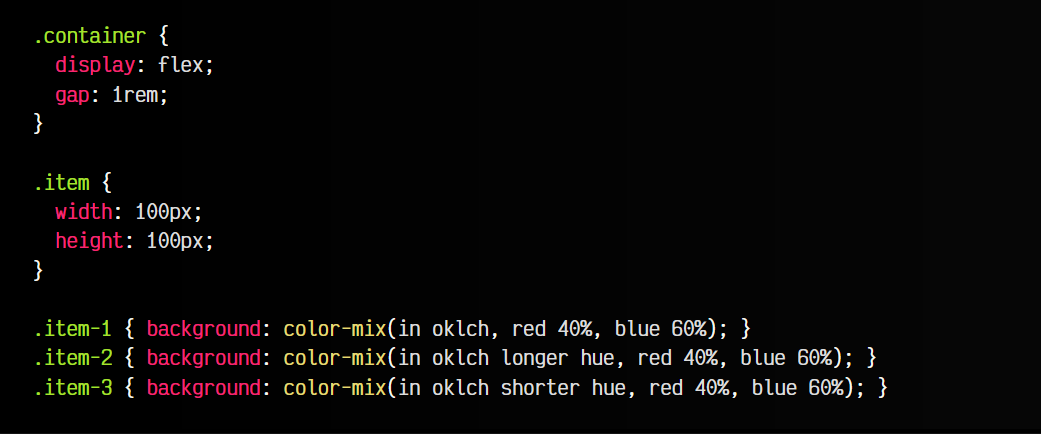 .container {
  display: flex;
  gap: 1rem;
}
.item {
  width: 100px;
  height: 100px;
}
.item-1 { background: color-mix(in oklch, red 40%, blue 60%); }
.item-2 { background: color-mix(in oklch longer hue, red 40%, blue 60%); }
.item-3 { background: color-mix(in oklch shorter hue, red 40%, blue 60%); }